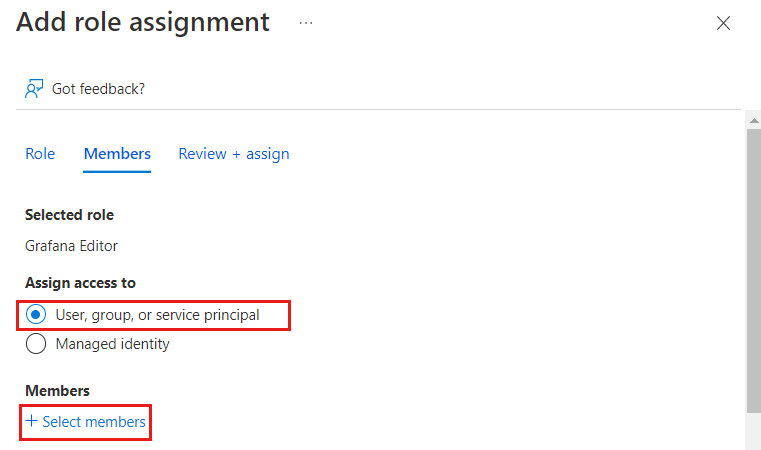 Add role assignment ...
Got feedback?
Role Members Review + assign
Selected role
Grafana Editor
Assign access to
User, group, or service principal
Managed identity
Members
+ Select members